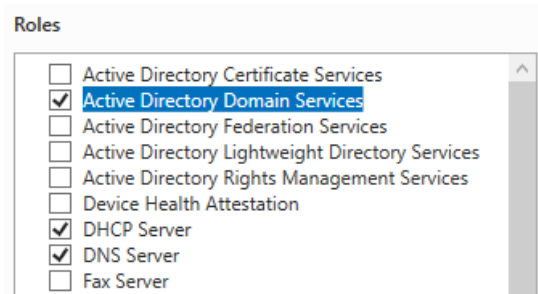 Roles
Active Directory Certificate Services
Active Directory Domain Services
Active Directory Federation Services
Active Directory Lightweight Directory Services
Active Directory Rights Management Services
Device Health Attestation
DHCP Server
DNS Server
Fax Server